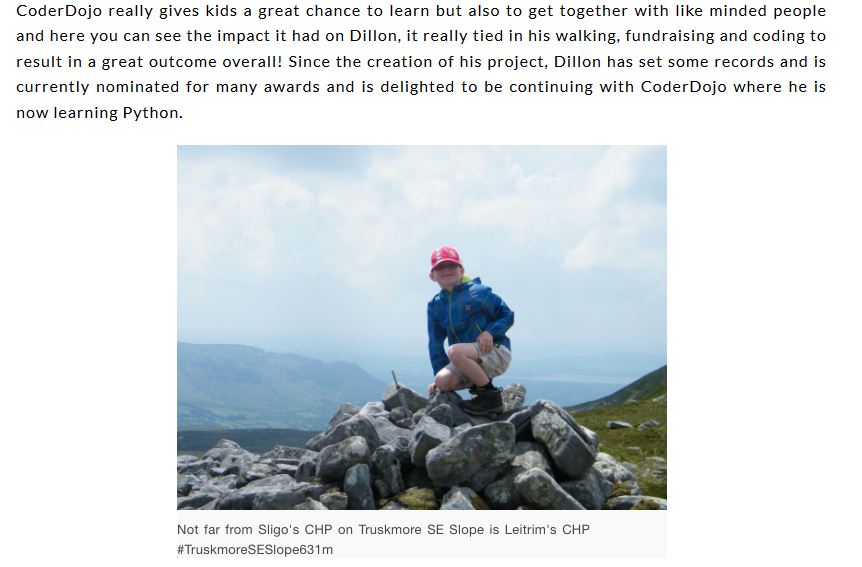 CoderDojo really gives kids a great chance to learn but also to get together with like minded people
and here you can see the impact it had on Dillon, it really tied in his walking, fundraising and coding to
result in a great outcome overall! Since the creation of his project, Dillon has set some records and is
currently nominated for many awards and is delighted to be continuing with CoderDojo where he is
now learning Python.
Not far from Sligo's CHP on Truskmore SE Slope is Leitrim's CHP
#TruskmoreSESlope631m